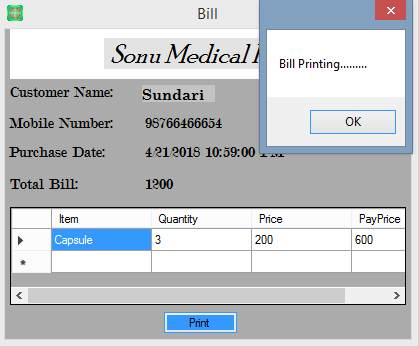 Bill
Sonu Medical
Bill Printing.........
OK
Customer Name: Sundari
Mobile Number: 98766466654
Purchase Date: 4/21/2018 10:59:00 PM
Total Bill: 1200
Item Quantity Price PayPrice
Capsule 3 200 600
Print